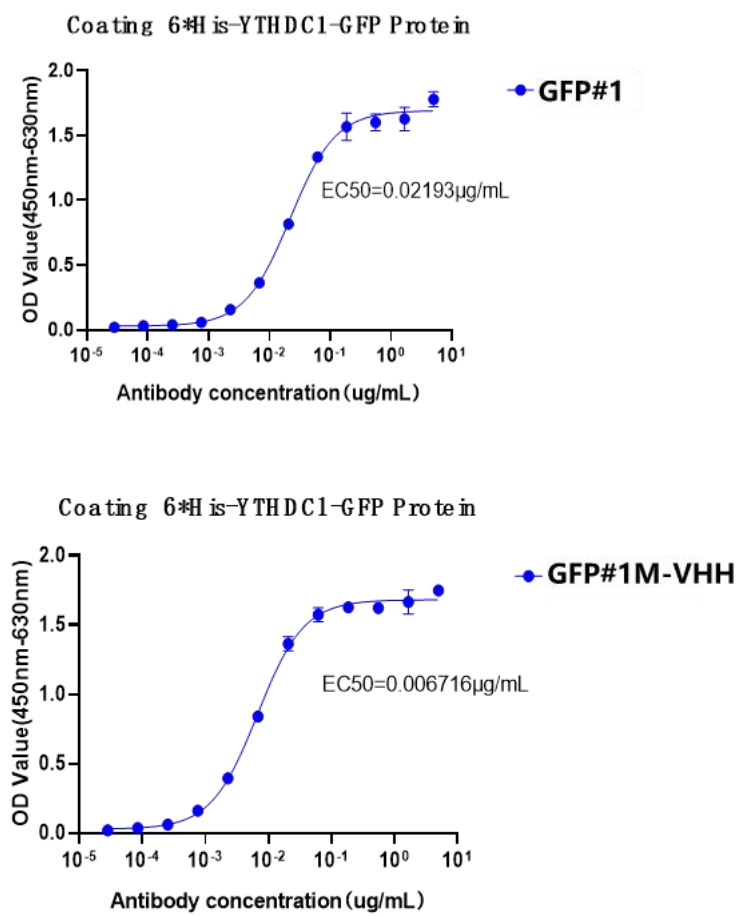 Coating 6*His-YTHDC1-GFP Protein
GFP#1
OD Value(450nm-630nm)
2.0
1.5
1.0
0.5
0.0
EC50=0.02193μg/mL
10⁻⁵ 10⁻⁴ 10⁻³ 10⁻² 10⁻¹ 10⁰ 10¹
Antibody concentration(ug/mL)
Coating 6*His-YTHDC1-GFP Protein
GFP#1M-VHH
OD Value(450nm-630nm)
2.0
1.5
1.0
0.5
0.0
EC50=0.006716μg/mL
10⁻⁵ 10⁻⁴ 10⁻³ 10⁻² 10⁻¹ 10⁰ 10¹
Antibody concentration(ug/mL)